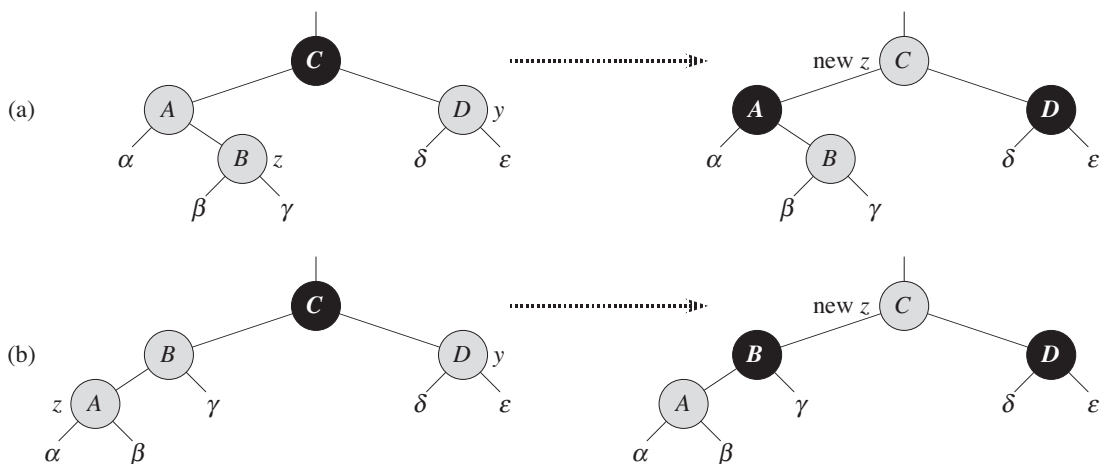 C
new z C
(a)
A D y
A D
α B z δ ε
α B δ ε
β γ
β γ
C
new z C
(b)
B D y
B D
z A γ δ ε
A γ δ ε
α β
α β